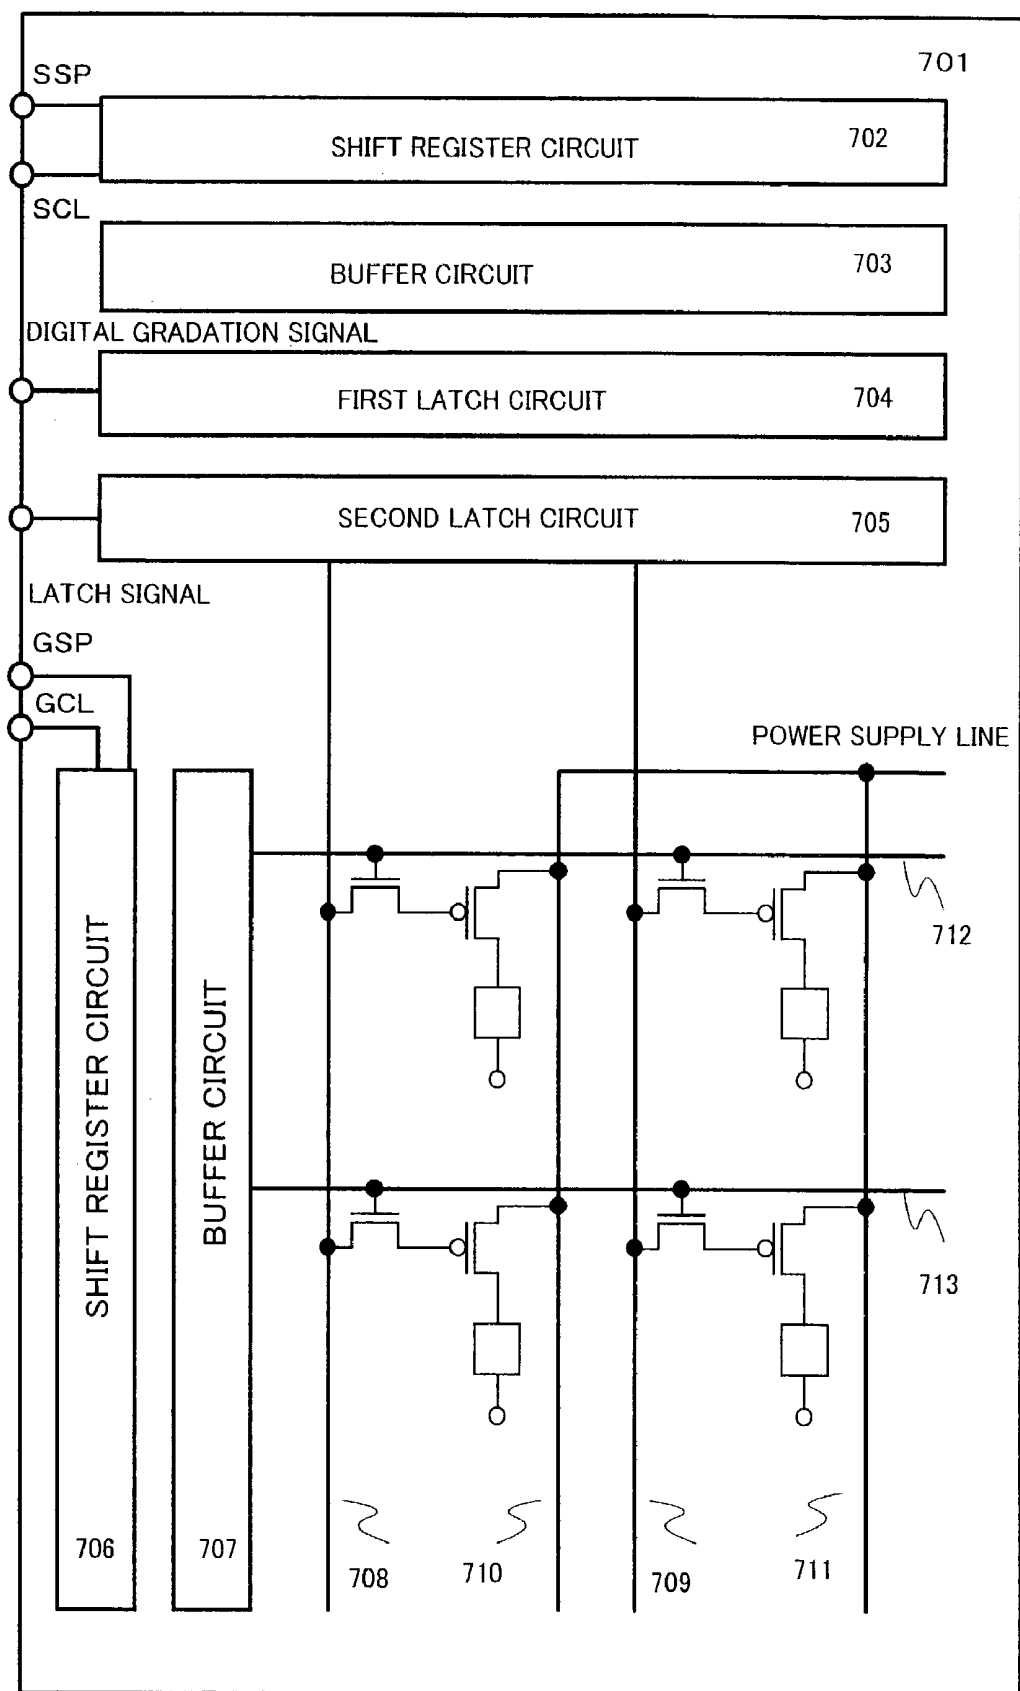 701
SSP
SHIFT REGISTER CIRCUIT 702
SCL
BUFFER CIRCUIT 703
DIGITAL GRADATION SIGNAL
FIRST LATCH CIRCUIT 704
SECOND LATCH CIRCUIT 705
LATCH SIGNAL
GSP
GCL
POWER SUPPLY LINE
SHIFT REGISTER CIRCUIT
706
BUFFER CIRCUIT
707
712
713
708
710
709
711